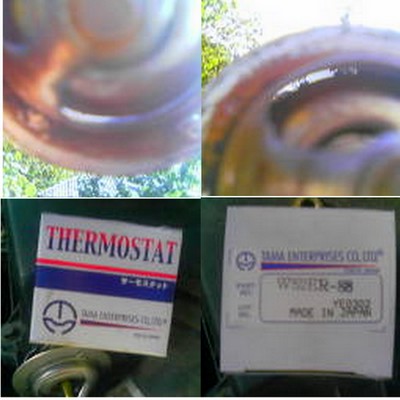 THERMOSTAT
サーモスタット
TAMA ENTERPRISES CO., LTD.®
TAMA ENTERPRISES CO., LTD.®
YE0302
MADE IN JAPAN